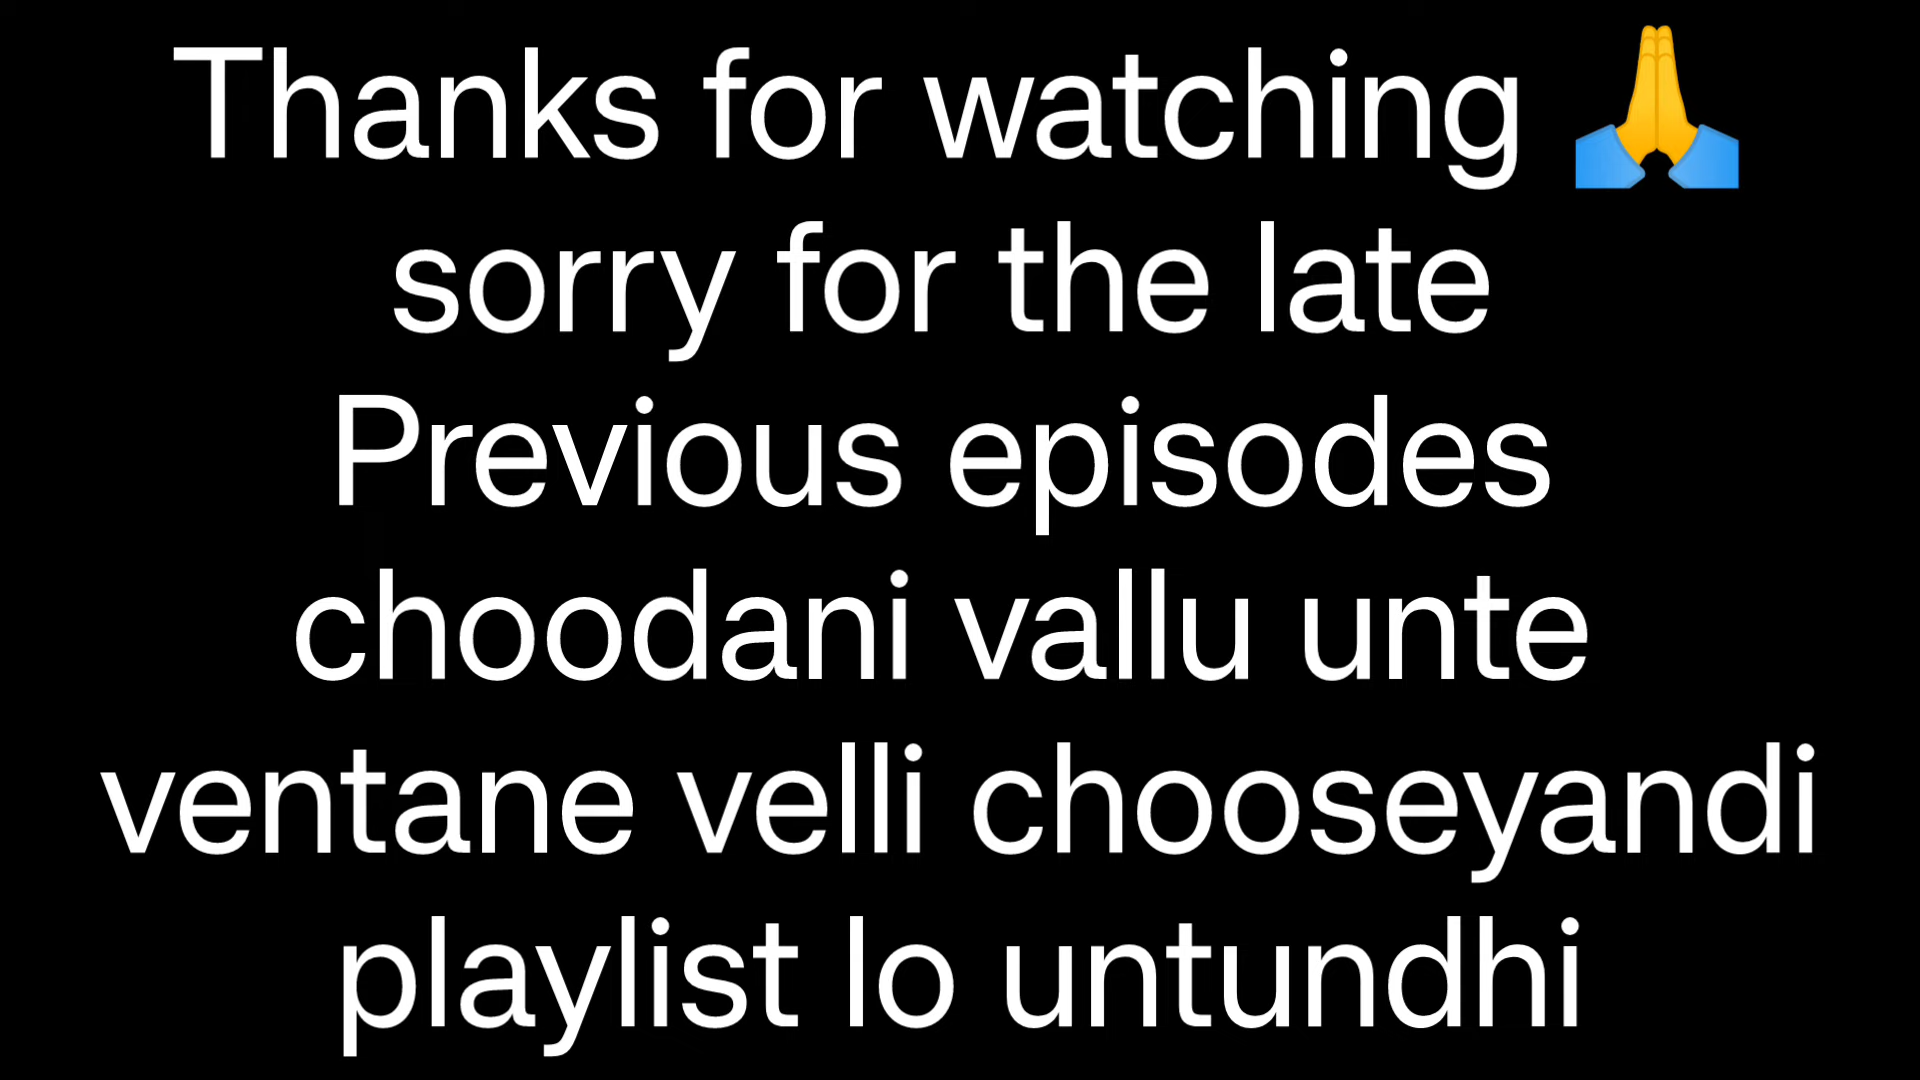 Thanks for watching 🙏
sorry for the late
Previous episodes
choodani vallu unte
ventane velli chooseyandi
playlist lo untundhi